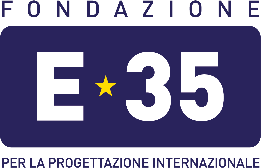 FONDAZIONE
E★35
PER LA PROGETTAZIONE INTERNAZIONALE